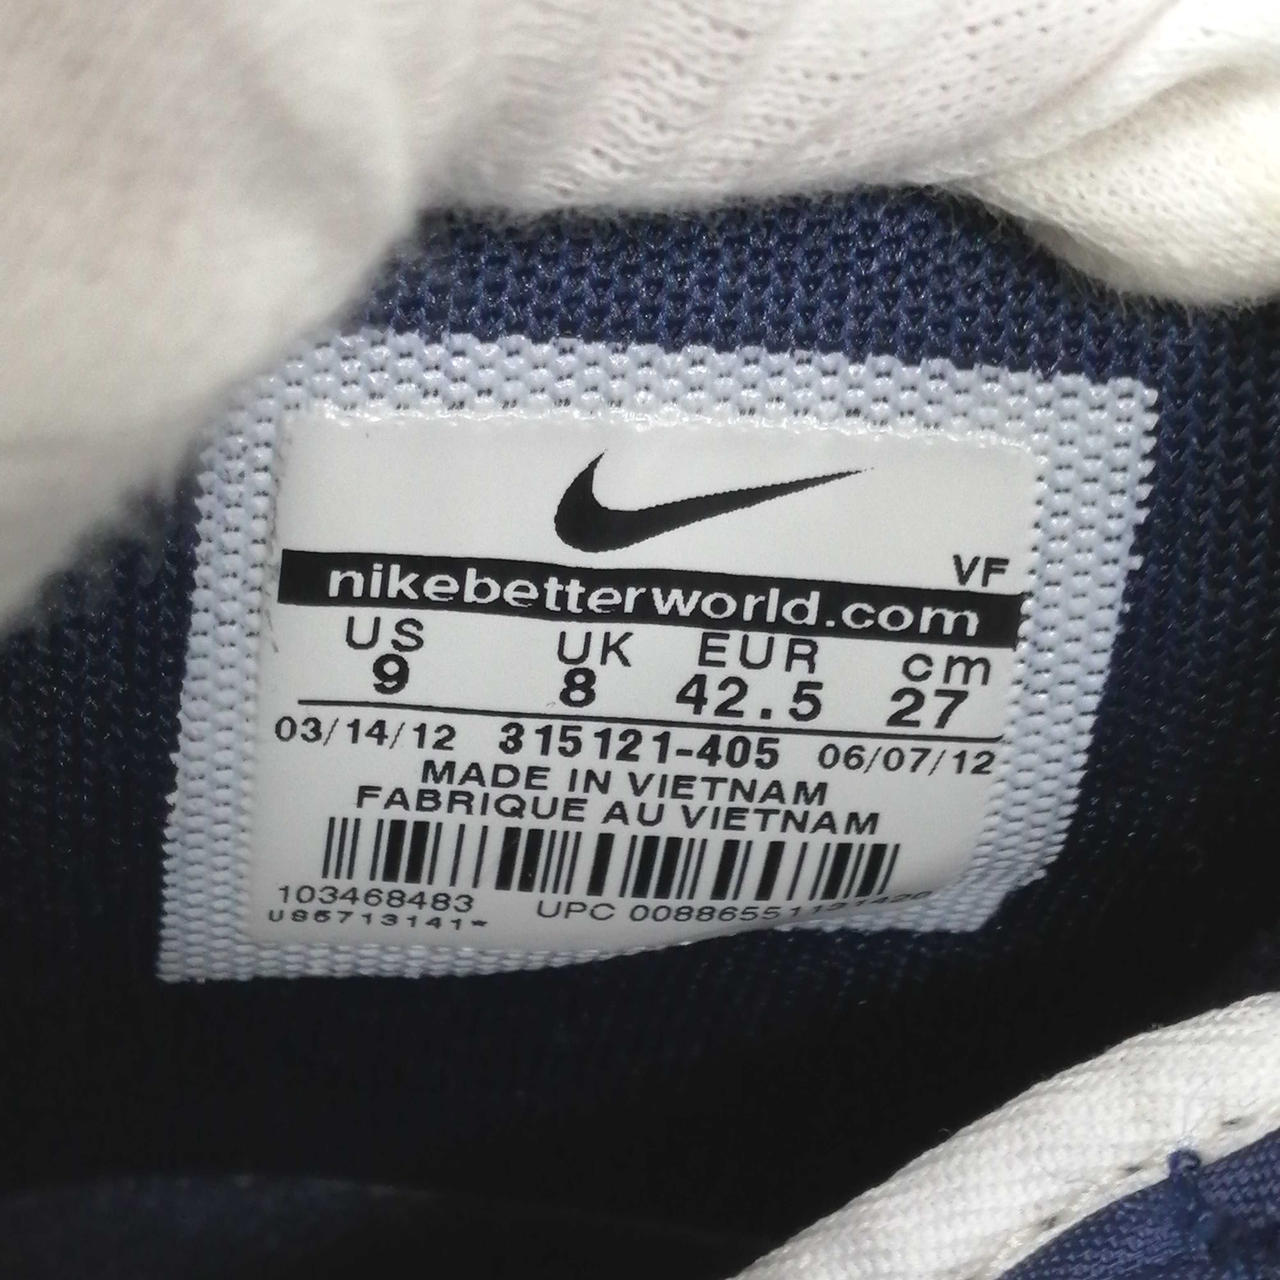 VF
nikebetterworld.com
US UK EUR cm
9 8 42.5 27
03/14/12 315121-405 06/07/12
MADE IN VIETNAM
FABRIQUE AU VIETNAM
103468483
UPC
US5713141*